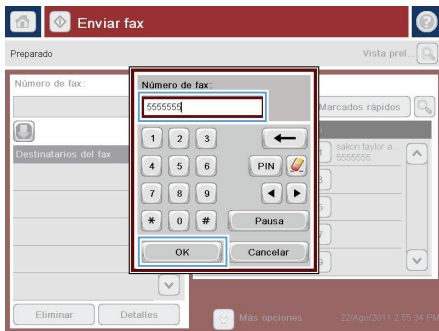 Enviar fax
Preparado
Vista prel...
Número de fax:
Marcados rápidos
Destinatarios del fax
1 sakon taylor a...
5555555
Número de fax:
5555555
1 2 3
4 5 6 PIN
7 8 9
* 0 # Pausa
OK Cancelar
Eliminar Detalles
Más opciones
22/Ago/2011 2:55:34 PM